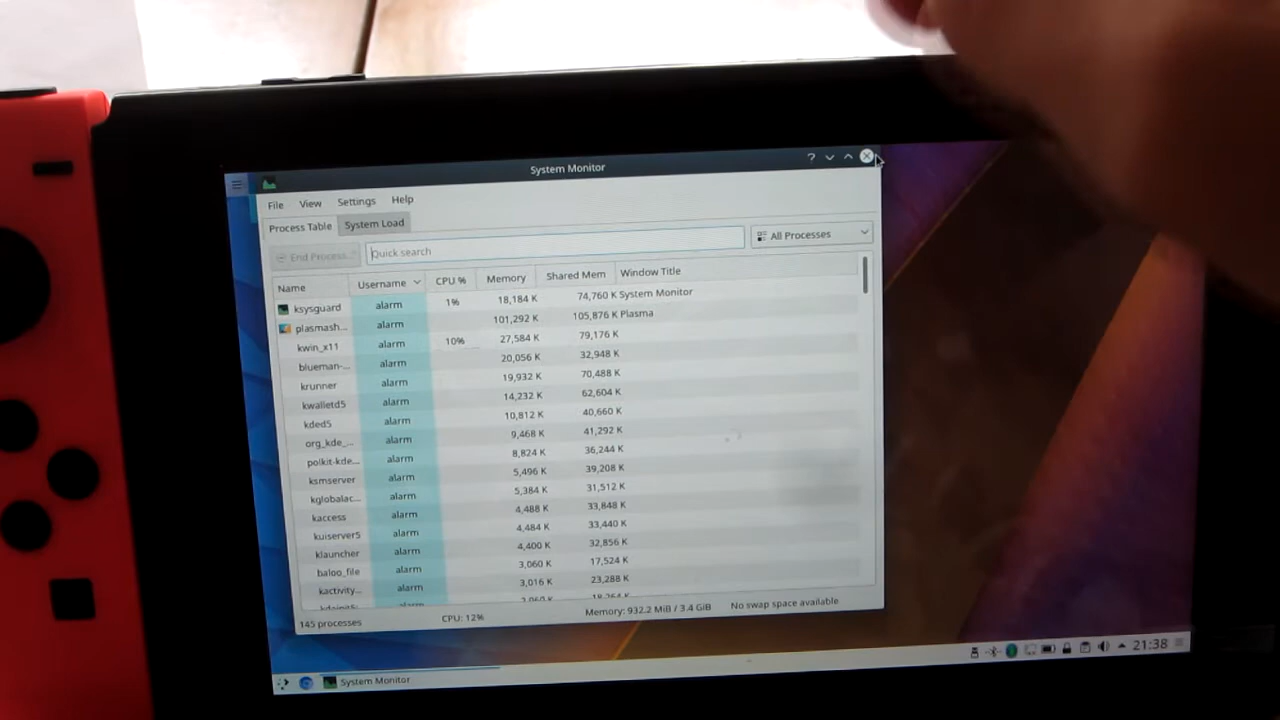 System Monitor
File View Settings Help
Process Table System Load
End Process... Quick search All Processes
Name Username CPU % Memory Shared Mem Window Title
ksysguard alarm 1% 18,184 K 74,760 K System Monitor
plasmash... alarm 101,292 K 105,876 K Plasma
kwin_x11 alarm 10% 27,584 K 79,176 K
blueman-... alarm 20,056 K 32,948 K
krunner alarm 19,932 K 70,488 K
kwalletd5 alarm 14,232 K 62,604 K
kded5 alarm 10,812 K 40,660 K
org_kde_... alarm 9,468 K 41,292 K
polkit-kde... alarm 8,824 K 36,244 K
ksmserver alarm 5,496 K 39,208 K
kglobalac... alarm 5,384 K 31,512 K
kaccess alarm 4,488 K 33,848 K
kuiserver5 alarm 4,484 K 33,440 K
klauncher alarm 4,400 K 32,856 K
baloo_file alarm 3,060 K 17,524 K
kactivity... alarm 3,016 K 23,288 K
145 processes CPU: 12% Memory: 932.2 MiB / 3.4 GiB No swap space available
System Monitor 21:38